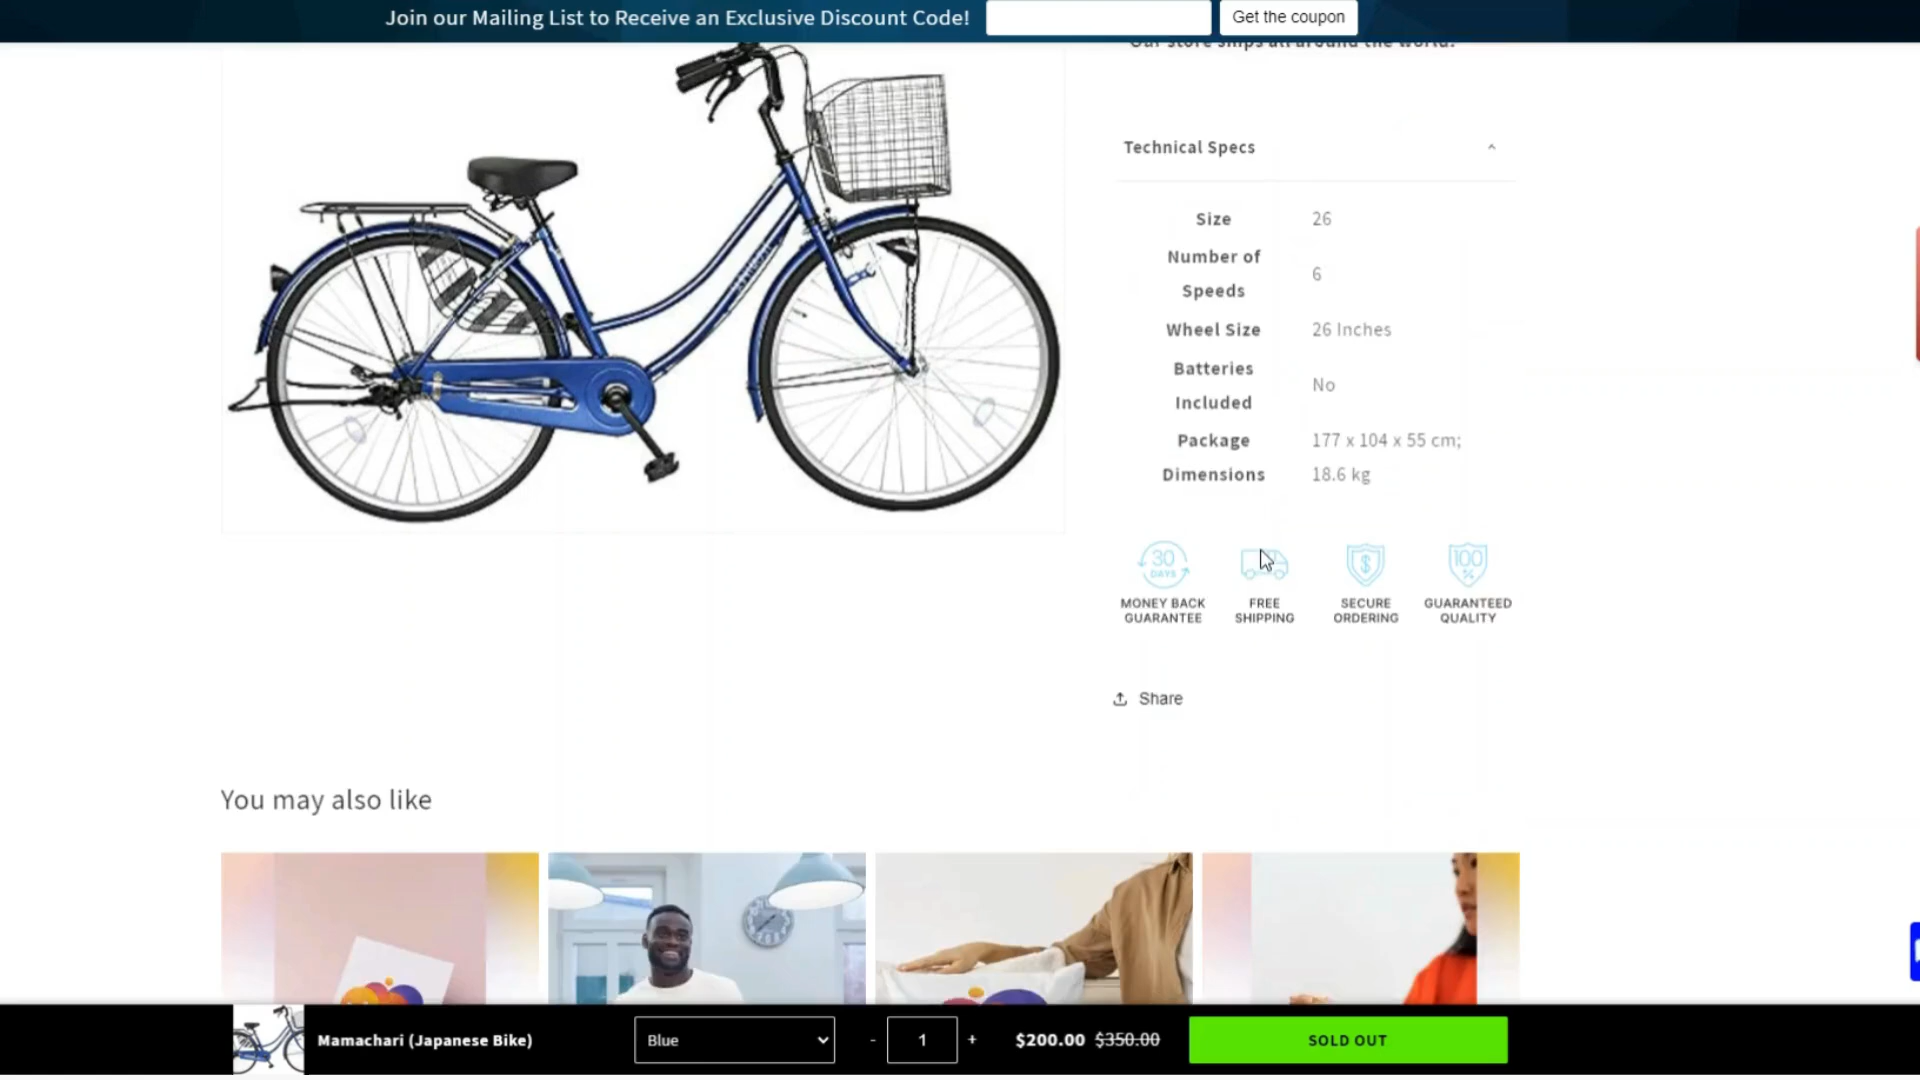 Join our Mailing List to Receive an Exclusive Discount Code!
Get the coupon
Our store ships all around the world.
Technical Specs
Size 26
Number of
Speeds
6
Wheel Size 26 Inches
Batteries
Included
No
Package
Dimensions
177 x 104 x 55 cm;
18.6 kg
30
DAYS
$
100
%
MONEY BACK
GUARANTEE
FREE
SHIPPING
SECURE
ORDERING
GUARANTEED
QUALITY
Share
You may also like
Mamachari (Japanese Bike)
Blue
- 1 +
$200.00 $350.00
SOLD OUT